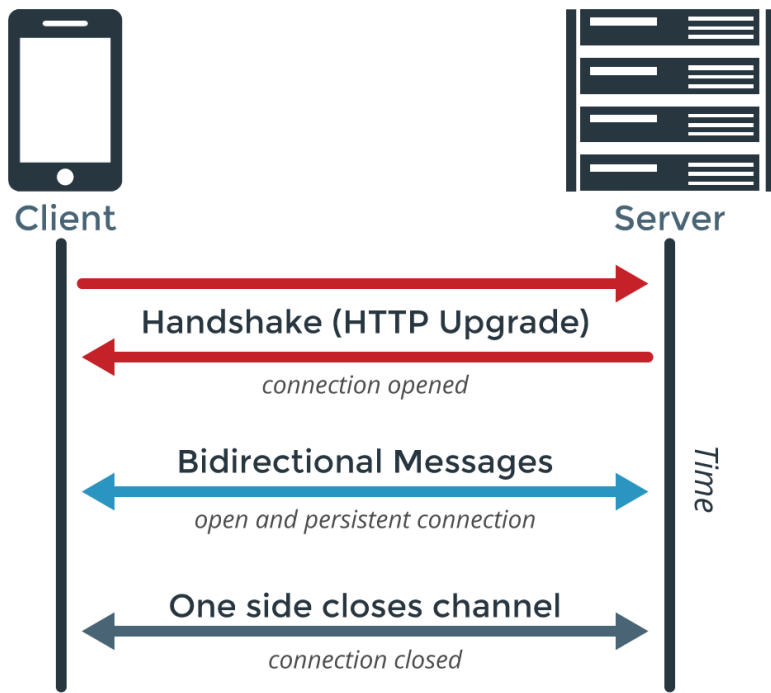 Client
Server
Handshake (HTTP Upgrade)
connection opened
Bidirectional Messages
Time
open and persistent connection
One side closes channel
connection closed